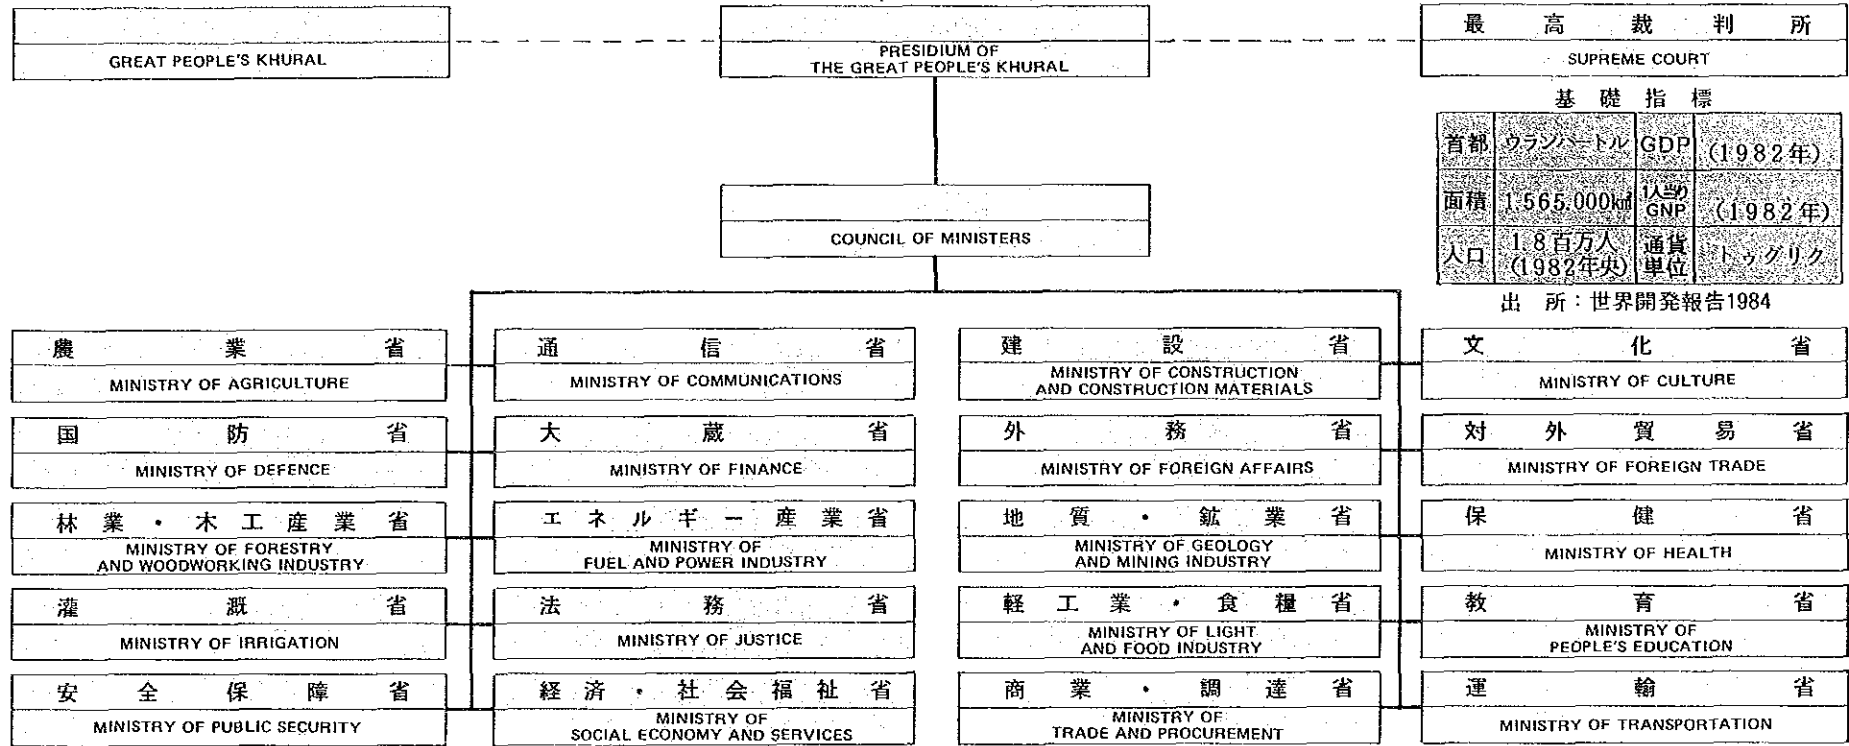 GREAT PEOPLE'S KHURAL
PRESIDIUM OF
THE GREAT PEOPLE'S KHURAL
最高裁判所
SUPREME COURT
基礎指標
首都 ウランバートル GDP (1982年)
面積 1,565,000km² 1人当り GNP (1982年)
人口 1.8百万人 (1982年央) 通貨単位 トゥグリク
出所:世界開発報告1984
COUNCIL OF MINISTERS
農業省
MINISTRY OF AGRICULTURE
通信省
MINISTRY OF COMMUNICATIONS
建設省
MINISTRY OF CONSTRUCTION
AND CONSTRUCTION MATERIALS
文化省
MINISTRY OF CULTURE
国防省
MINISTRY OF DEFENCE
大蔵省
MINISTRY OF FINANCE
外務省
MINISTRY OF FOREIGN AFFAIRS
対外貿易省
MINISTRY OF FOREIGN TRADE
林業・木工産業省
MINISTRY OF FORESTRY
AND WOODWORKING INDUSTRY
エネルギー産業省
MINISTRY OF
FUEL AND POWER INDUSTRY
地質・鉱業省
MINISTRY OF GEOLOGY
AND MINING INDUSTRY
保健省
MINISTRY OF HEALTH
灌漑省
MINISTRY OF IRRIGATION
法務省
MINISTRY OF JUSTICE
軽工業・食糧省
MINISTRY OF LIGHT
AND FOOD INDUSTRY
教育省
MINISTRY OF
PEOPLE'S EDUCATION
安全保障省
MINISTRY OF PUBLIC SECURITY
経済・社会福祉省
MINISTRY OF
SOCIAL ECONOMY AND SERVICES
商業・調達省
MINISTRY OF
TRADE AND PROCUREMENT
運輸省
MINISTRY OF TRANSPORTATION